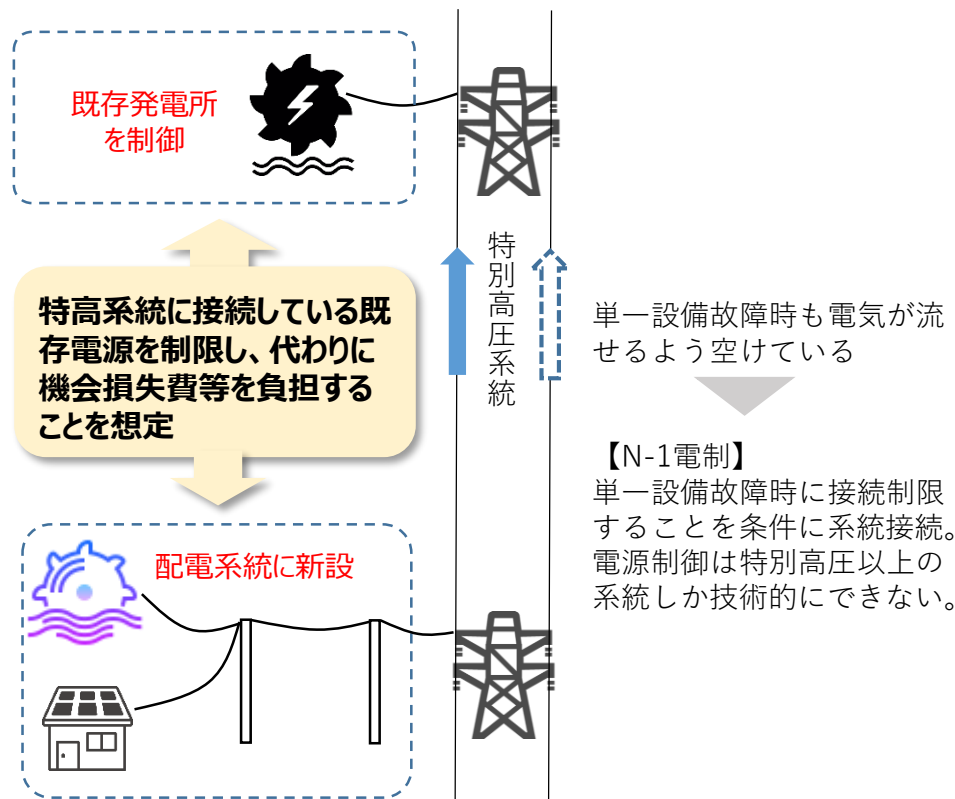 既存発電所
を制御
特高系統に接続している既
存電源を制限し、代わりに
機会損失費等を負担する
ことを想定
特別高圧系統
単一設備故障時も電気が流
せるよう空けている
【N-1電制】
単一設備故障時に接続制限
することを条件に系統接続。
電源制御は特別高圧以上の
系統しか技術的にできない。
配電系統に新設